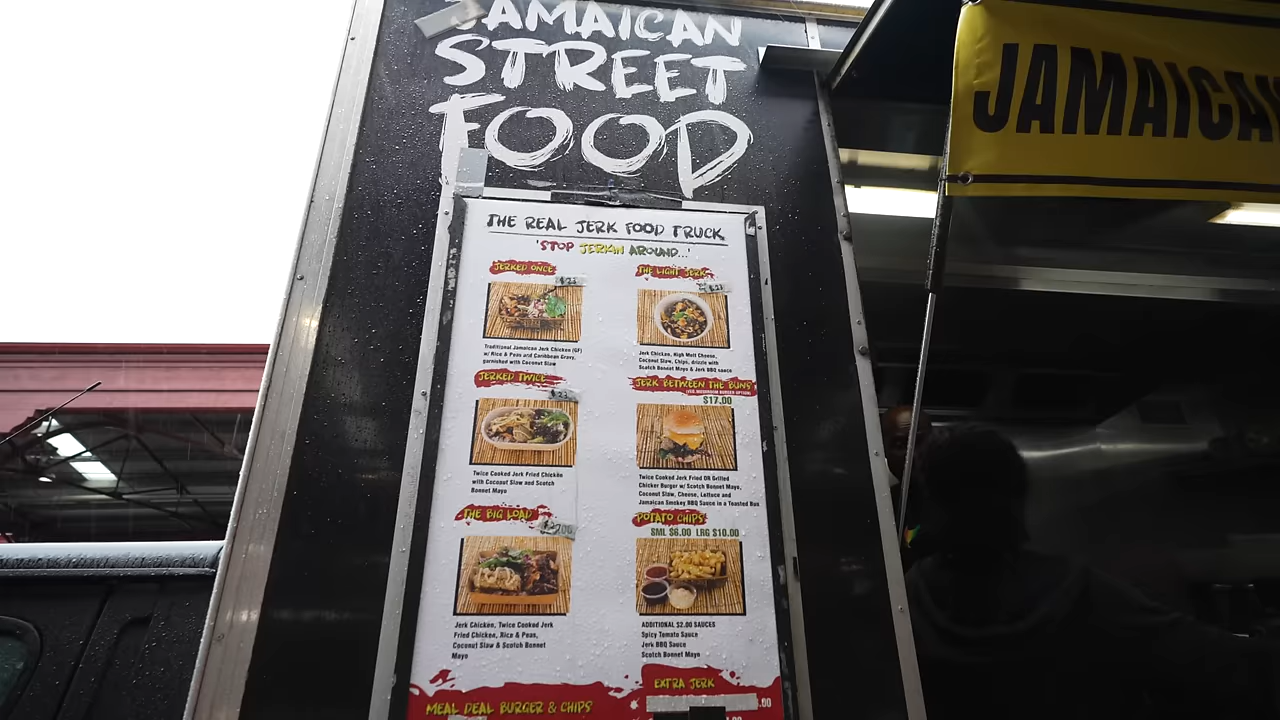 JAMAICAN
STREET
FOOD
JAMAICAN
THE REAL JERK FOOD TRUCK
'STOP JERKIN AROUND...'
JERKED ONCE
$23
Traditional Jamaican Jerk Chicken (GF)
w/ Rice & Peas and Caribbean Gravy,
garnished with Coconut Slaw
THE LIGHT JERK
Jerk Chicken, High Melt Cheese,
Coconut Slaw, Chips, drizzle with
Scotch Bonnet Mayo & Jerk BBQ sauce
JERKED TWICE
Twice Cooked Jerk Fried Chicken
with Coconut Slaw and Scotch
Bonnet Mayo
JERK BETWEEN THE BUNS
$17.00
Twice Cooked Jerk Fried OR Grilled
Chicken Burger w/ Scotch Bonnet Mayo,
Coconut Slaw, Cheese, Lettuce and
Jamaican Smokey BBQ Sauce in a Toasted Bun
THE BIG LOAD
Jerk Chicken, Twice Cooked Jerk
Fried Chicken, Rice & Peas,
Coconut Slaw & Scotch Bonnet
Mayo
POTATO CHIPS
SML $6.00 LRG $10.00
ADDITIONAL $2.00 SAUCES
Spicy Tomato Sauce
Jerk BBQ Sauce
Scotch Bonnet Mayo
MEAL DEAL BURGER & CHIPS
EXTRA JERK